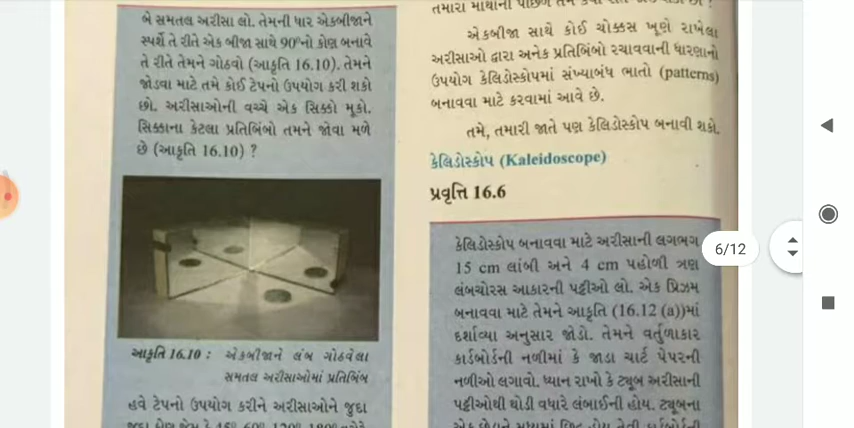 બે સમતલ અરીસા લો. તેમની ધાર એકબીજાને
સ્પર્શે તે રીતે એક બીજા સાથે 90°નો કોણ બનાવે
તે રીતે તેમને ગોઠવો (આકૃતિ 16.10). તેમને
જોડવા માટે તમે કોઈ ટેપનો ઉપયોગ કરી શકો
છો. અરીસાઓની વચ્ચે એક સિક્કો મૂકો.
સિક્કાના કેટલા પ્રતિબિંબો તમને જોવા મળે
છે (આકૃતિ 16.10) ?
આકૃતિ 16.10 : એકબીજાને લંબ ગોઠવેલા
સમતલ અરીસાઓમાં પ્રતિબિંબ
હવે ટેપનો ઉપયોગ કરીને અરીસાઓને જુદા
તમારા માથાની પાછળ
એકબીજા સાથે કોઈ ચોક્કસ ખૂણે રાખેલા
અરીસાઓ દ્વારા અનેક પ્રતિબિંબો રચાવવાની ધારણાનો
ઉપયોગ કેલિડોસ્કોપમાં સંખ્યાબંધ ભાતો (patterns)
બનાવવા માટે કરવામાં આવે છે.
તમે, તમારી જાતે પણ કેલિડોસ્કોપ બનાવી શકો.
કેલિડોસ્કોપ (Kaleidoscope)
પ્રવૃત્તિ 16.6
કેલિડોસ્કોપ બનાવવા માટે અરીસાની લગભગ
15 cm લાંબી અને 4 cm પહોળી ત્રણ
લંબચોરસ આકારની પટ્ટીઓ લો. એક પ્રિઝમ
બનાવવા માટે તેમને આકૃતિ (16.12 (a))માં
દર્શાવ્યા અનુસાર જોડો. તેમને વર્તુળાકાર
કાર્ડબોર્ડની નળીમાં કે જાડા ચાર્ટ પેપરની
નળીઓ લગાવો. ધ્યાન રાખો કે ટ્યૂબ અરીસાની
પટ્ટીઓથી થોડી વધારે લંબાઈની હોય. ટ્યૂબના
6/12